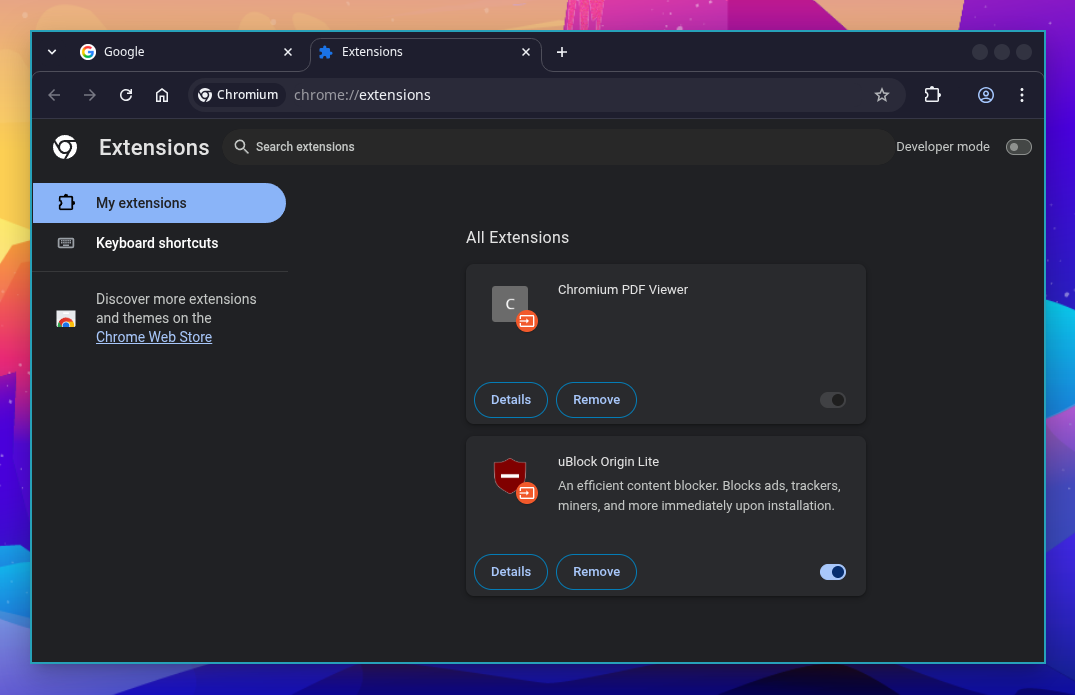 Google
Extensions
Chromium
chrome://extensions
Extensions
Search extensions
Developer mode
My extensions
Keyboard shortcuts
Discover more extensions
and themes on the
Chrome Web Store
All Extensions
C
Chromium PDF Viewer
Details
Remove
uBlock Origin Lite
An efficient content blocker. Blocks ads, trackers,
miners, and more immediately upon installation.
Details
Remove